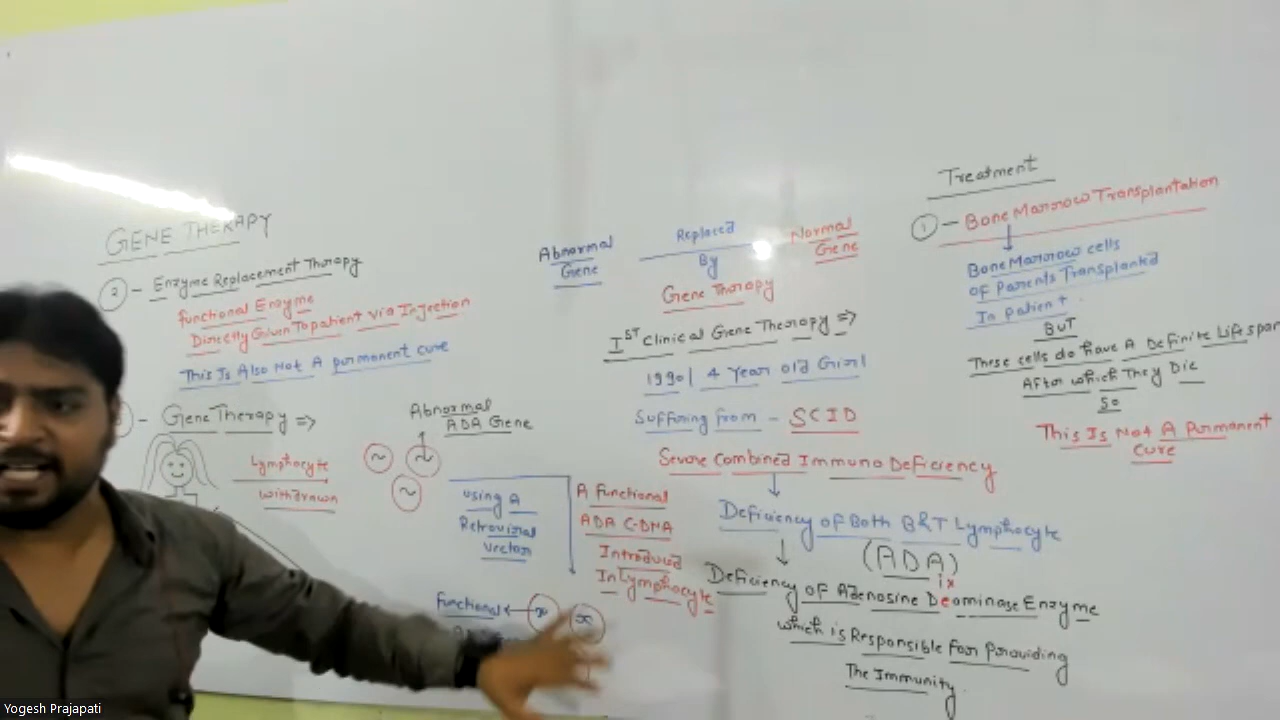 GENE THERAPY
2 - Enzyme Replacement Therapy
functional Enzyme
Directly Given To patient via Injection
This Is Also Not A permanent cure
- Gene Therapy =>
Lymphocyte
withdrawn
Abnormal
ADA Gene
using A
Retroviral
vector
A functional
ADA C-DNA
Introduced
In Lymphocyte
functional
Abnormal Gene
Replaced By
Normal Gene
Gene Therapy
Ist clinical Gene Therapy =>
1990 | 4 year old Girl
Suffering from - SCID
Severe Combined Immuno Deficiency
Deficiency of Both B & T Lymphocyte
(ADA)
ix
Deficiency of Adenosine Deaminase Enzyme
which is Responsible For Providing
The Immunity
Treatment
1 - Bone Marrow Transplantation
Bone Marrow cells
of Parents Transplanted
In patient.
BUT
These cells do have A Definite Life span
After which They Die
So
This Is Not A Permanent
Cure
Yogesh Prajapati